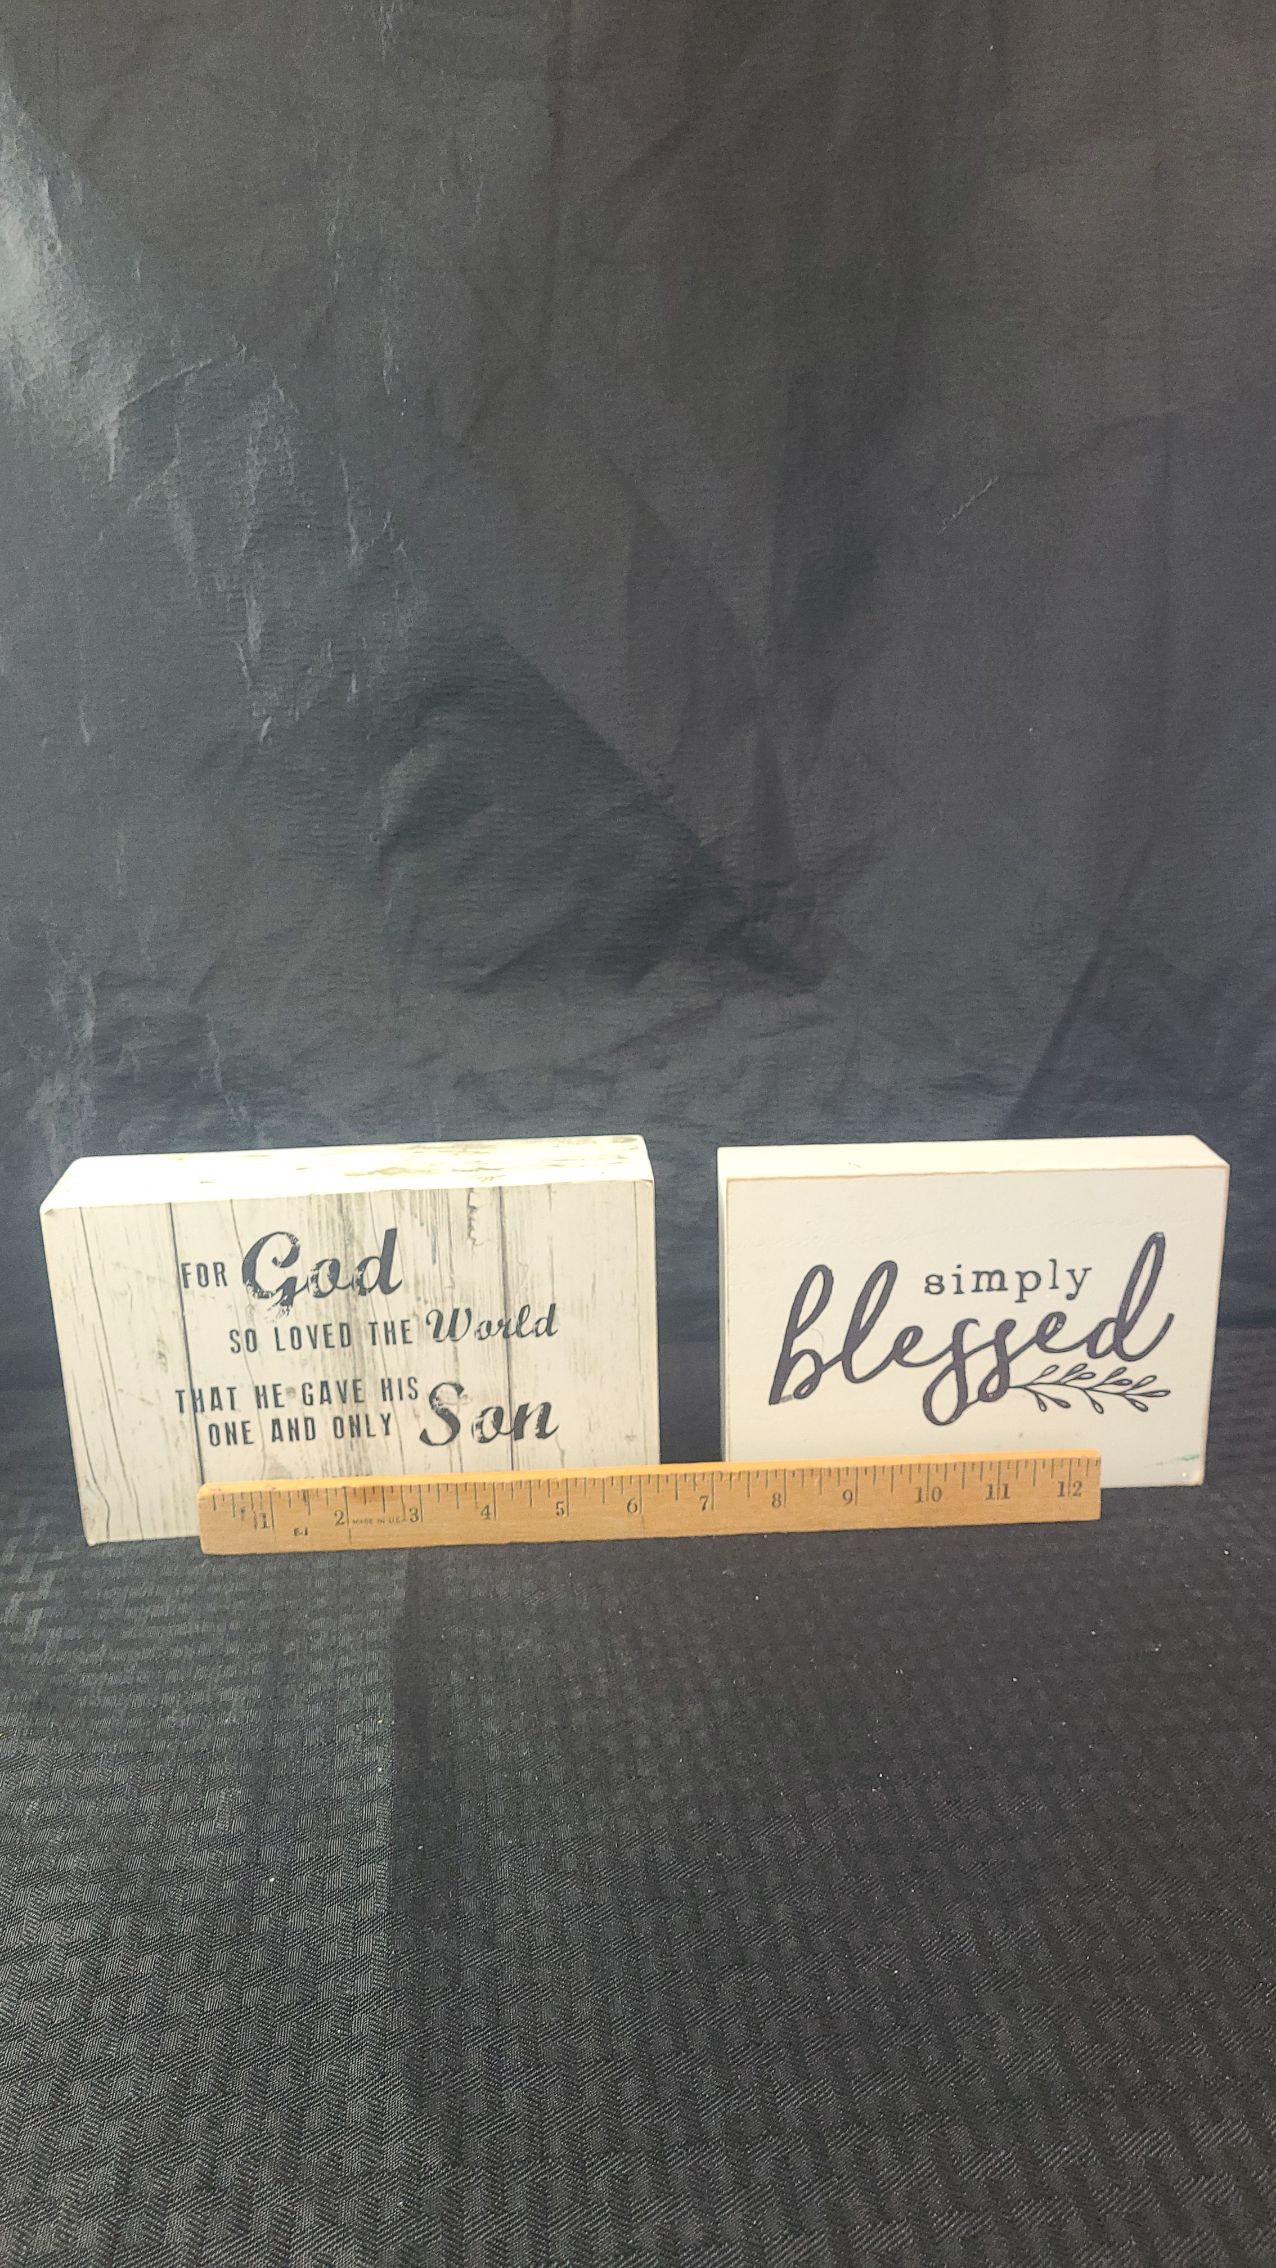 FOR God
SO LOVED THE World
THAT HE GAVE HIS
ONE AND ONLY Son
simply
blessed
1 2 3 4 5 6 7 8 9 10 11 12
E-1 MADE IN U.S.